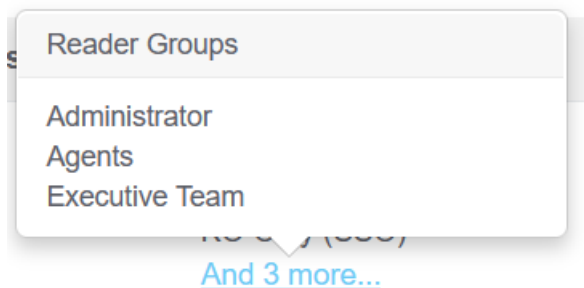 Reader Groups
Administrator
Agents
Executive Team
And 3 more...